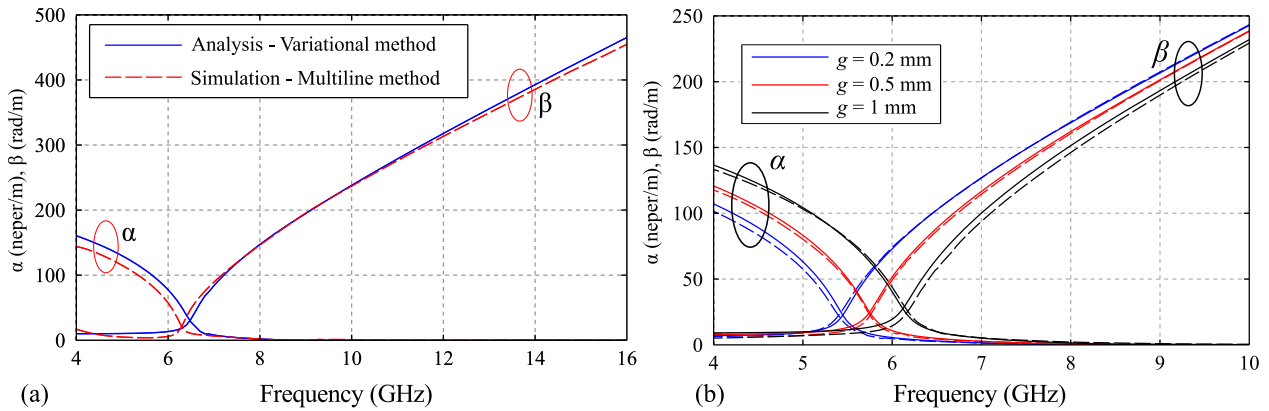 500
400
300
200
100
0
α (neper/m), β (rad/m)
Analysis - Variational method
Simulation - Multiline method
α
β
4 6 8 10 12 14 16
Frequency (GHz)
(a)
250
200
150
100
50
0
α (neper/m), β (rad/m)
g = 0.2 mm
g = 0.5 mm
g = 1 mm
α
β
4 5 6 7 8 9 10
Frequency (GHz)
(b)